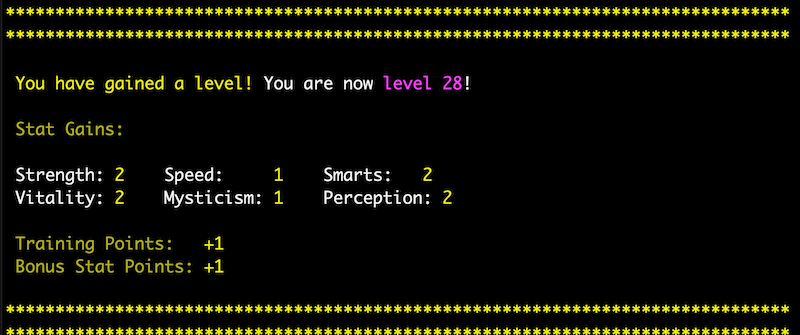 *******************************************************************************
*******************************************************************************
You have gained a level! You are now level 28!
Stat Gains:
Strength: 2    Speed:     1    Smarts:   2
Vitality: 2    Mysticism: 1    Perception: 2
Training Points:   +1
Bonus Stat Points: +1
*******************************************************************************
*******************************************************************************